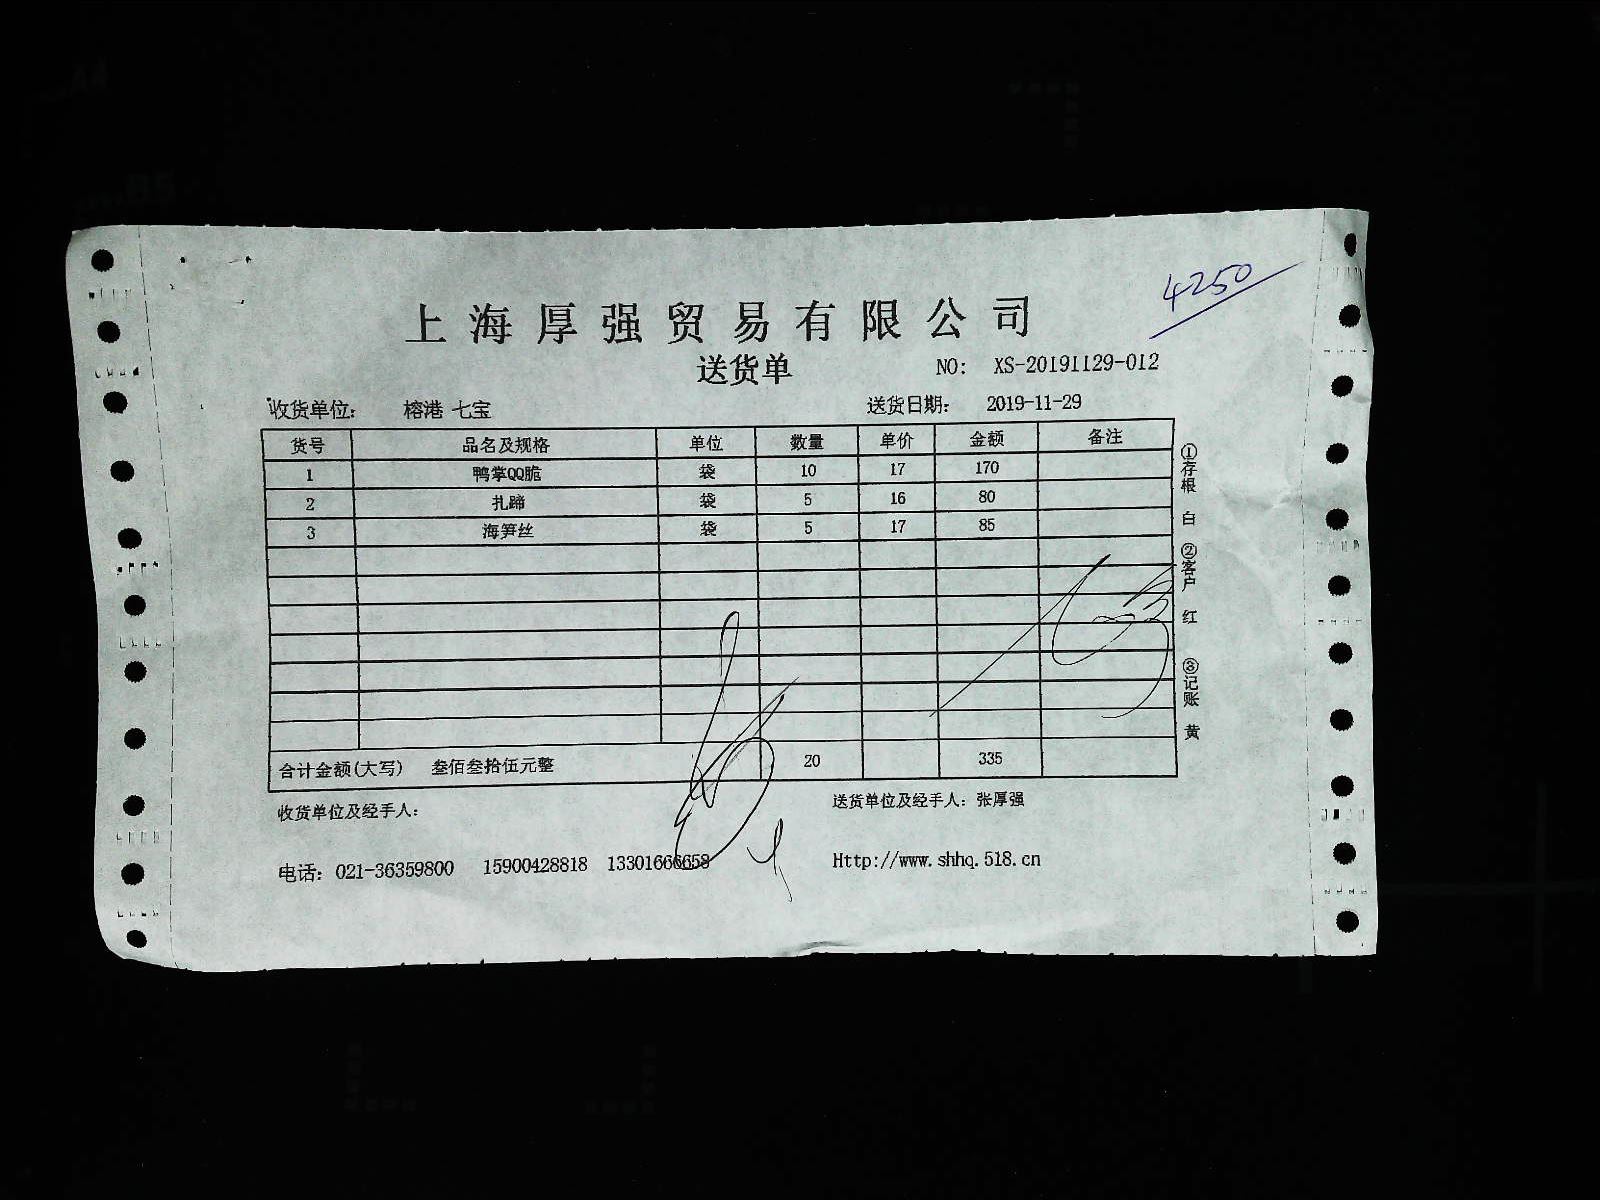 4250
上海厚强贸易有限公司
送货单 NO: XS-20191129-012
收货单位: 榕港 七宝 送货日期: 2019-11-29
货号 品名及规格 单位 数量 单价 金额 备注
1 鸭掌QQ脆 袋 10 17 170
2 扎蹄 袋 5 16 80
3 海笋丝 袋 5 17 85
合计金额(大写) 叁佰叁拾伍元整 20 335
收货单位及经手人: 送货单位及经手人: 张厚强
电话: 021-36359800 15900428818 13301666658 Http://www.shhq.518.cn
①存根 白 ②客户 红 ③记账 黄